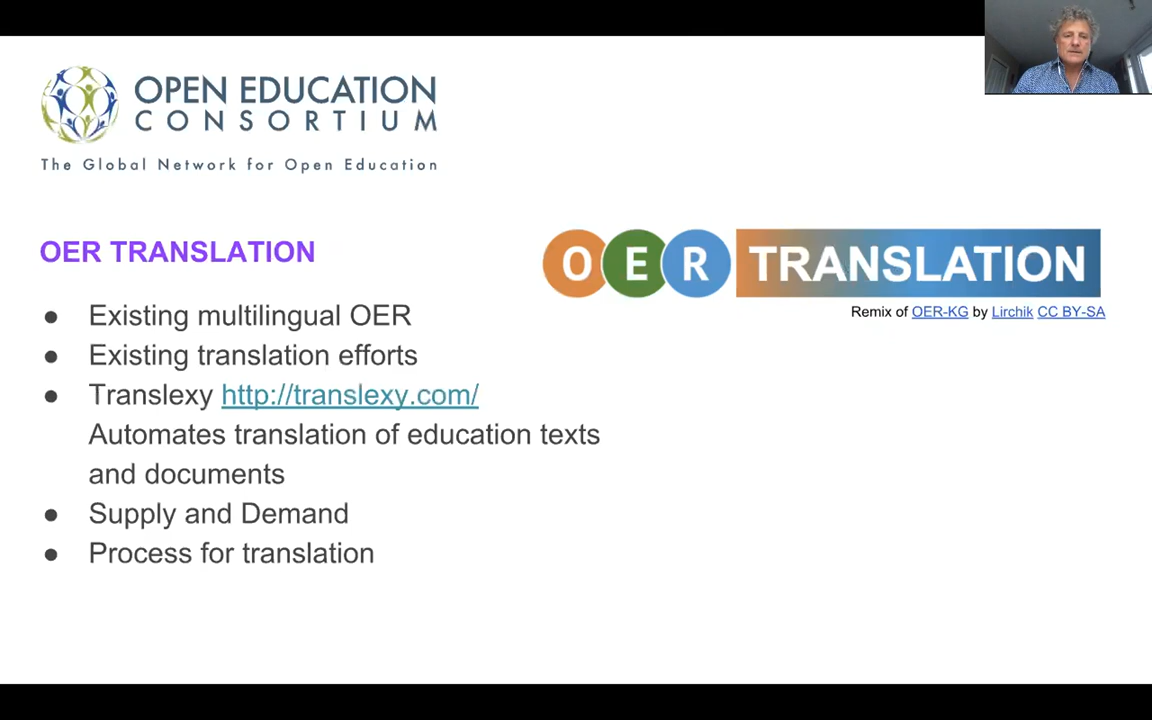 OPEN EDUCATION
CONSORTIUM
The Global Network for Open Education
OER TRANSLATION
OER TRANSLATION
Remix of OER-KG by Lirchik CC BY-SA
● Existing multilingual OER
● Existing translation efforts
● Translexy http://translexy.com/
Automates translation of education texts
and documents
● Supply and Demand
● Process for translation